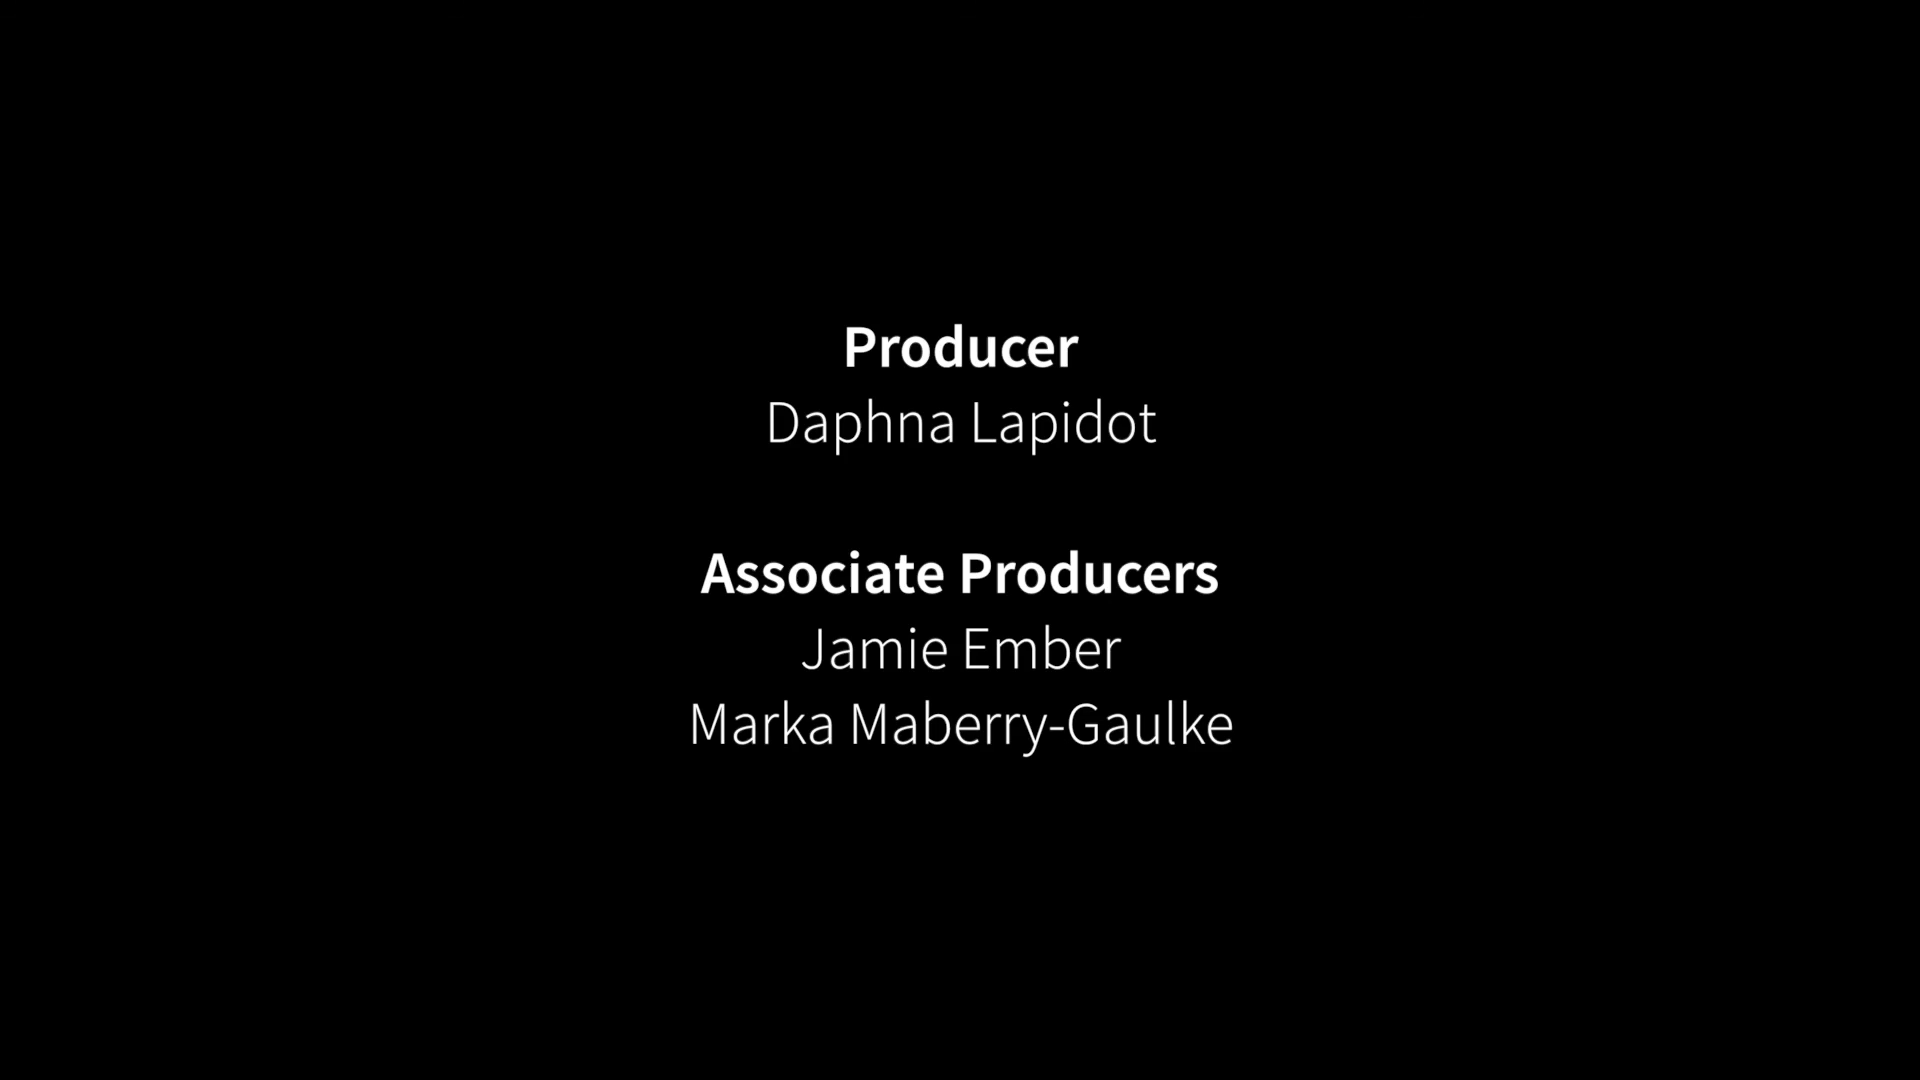 Producer
Daphna Lapidot
Associate Producers
Jamie Ember
Marka Maberry-Gaulke